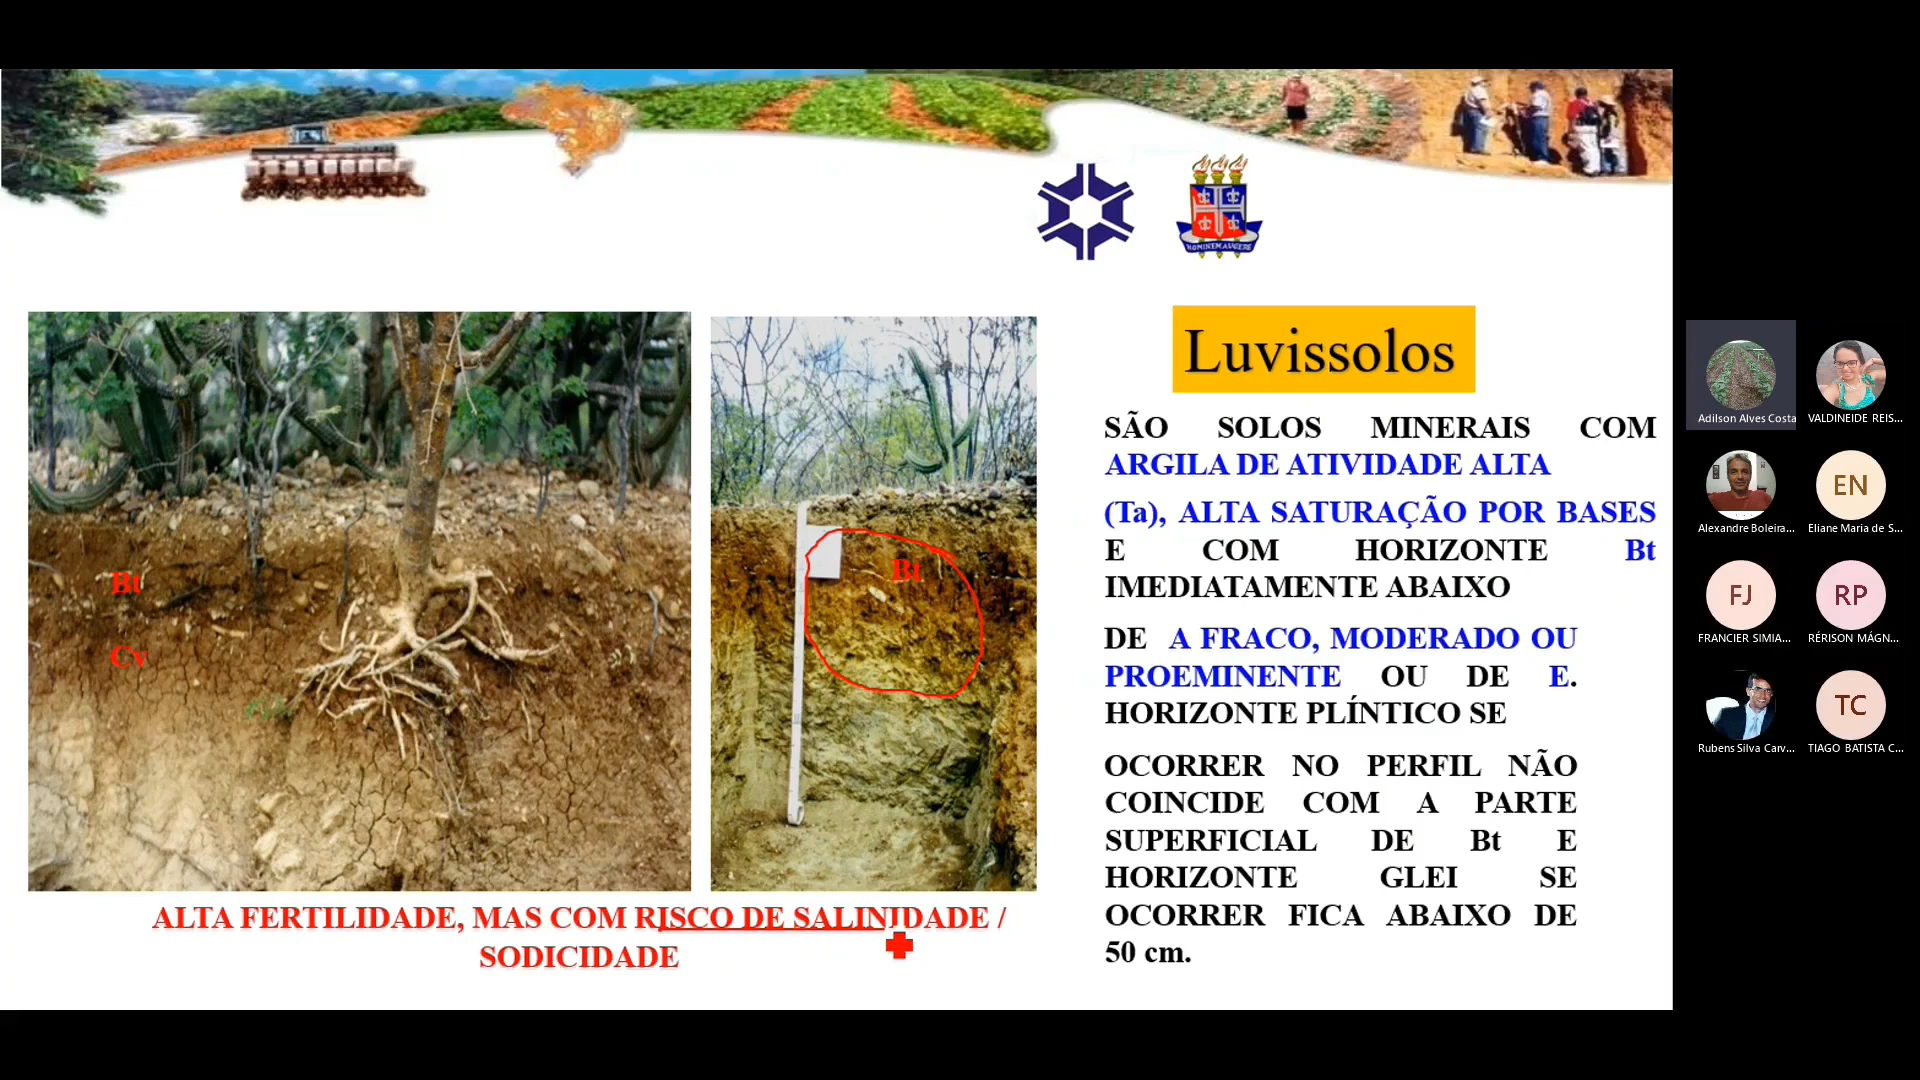 HOMINEM AUGERE
Luvissolos
SÃO SOLOS MINERAIS COM
ARGILA DE ATIVIDADE ALTA
(Ta), ALTA SATURAÇÃO POR BASES
E COM HORIZONTE Bt
IMEDIATAMENTE ABAIXO
DE A FRACO, MODERADO OU
PROEMINENTE OU DE E.
HORIZONTE PLÍNTICO SE
OCORRER NO PERFIL NÃO
COINCIDE COM A PARTE
SUPERFICIAL DE Bt E
HORIZONTE GLEI SE
OCORRER FICA ABAIXO DE
50 cm.
Bt
Cv
Bt
ALTA FERTILIDADE, MAS COM RISCO DE SALINIDADE /
SODICIDADE
Adilson Alves Costa
VALDINEIDE REIS...
Alexandre Boleira...
EN
Eliane Maria de S...
FJ
FRANCIER SIMIA...
RP
RÉRISON MÁGN...
Rubens Silva Carv...
TC
TIAGO BATISTA C...